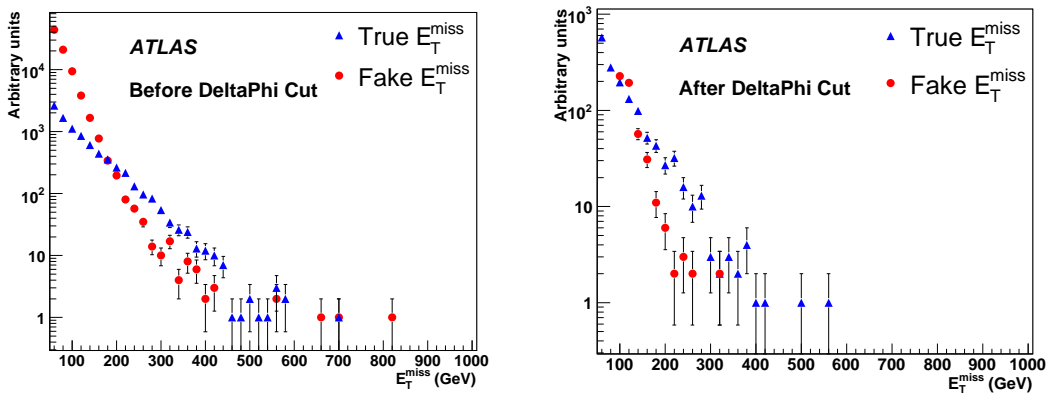 Arbitrary units
10^4
10^3
10^2
10
1
ATLAS
Before DeltaPhi Cut
True E_T^miss
Fake E_T^miss
100 200 300 400 500 600 700 800 900 1000
E_T^miss (GeV)
Arbitrary units
10^3
10^2
10
1
ATLAS
After DeltaPhi Cut
True E_T^miss
Fake E_T^miss
100 200 300 400 500 600 700 800 900 1000
E_T^miss (GeV)